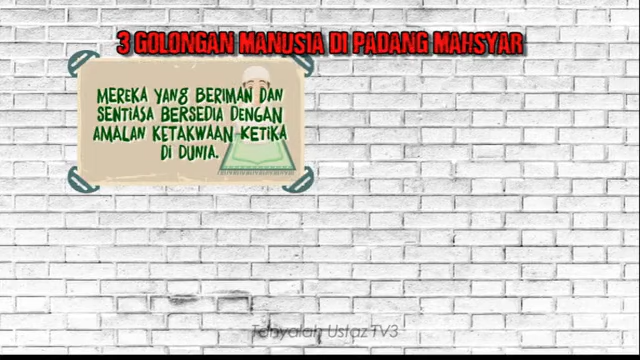 3 GOLONGAN MANUSIA DI PADANG MAHSYAR
MEREKA YANG BERIMAN DAN
SENTIASA BERSEDIA DENGAN
AMALAN KETAKWAAN KETIKA
DI DUNIA.
Tanyalah Ustaz TV3